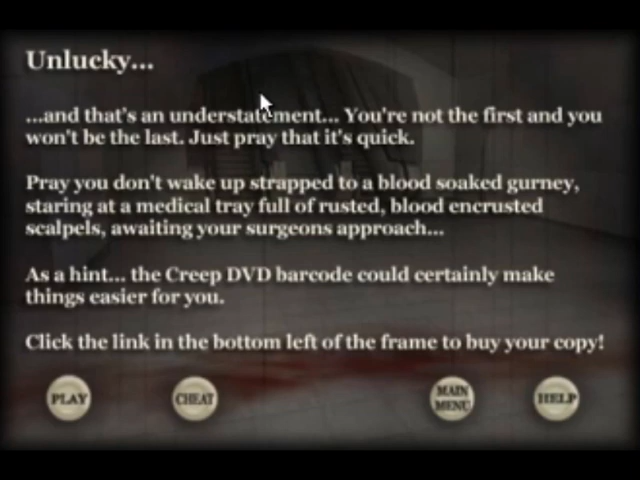 Unlucky...
...and that's an understatement... You're not the first and you
won't be the last. Just pray that it's quick.
Pray you don't wake up strapped to a blood soaked gurney,
staring at a medical tray full of rusted, blood encrusted
scalpels, awaiting your surgeons approach...
As a hint... the Creep DVD barcode could certainly make
things easier for you.
Click the link in the bottom left of the frame to buy your copy!
PLAY
CHEAT
MAIN
MENU
HELP